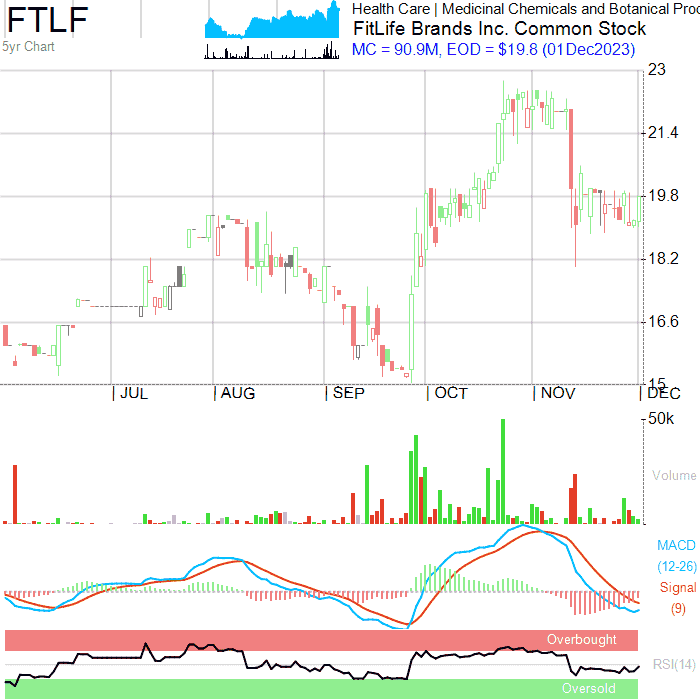 FTLF
5yr Chart
Health Care | Medicinal Chemicals and Botanical Proc
FitLife Brands Inc. Common Stock
MC = 90.9M, EOD = $19.8 (01Dec2023)
23
21.4
19.8
18.2
16.6
15
| JUL | AUG | SEP | OCT | NOV | DEC
50k
Volume
MACD
(12-26)
Signal
(9)
Overbought
RSI(14)
Oversold